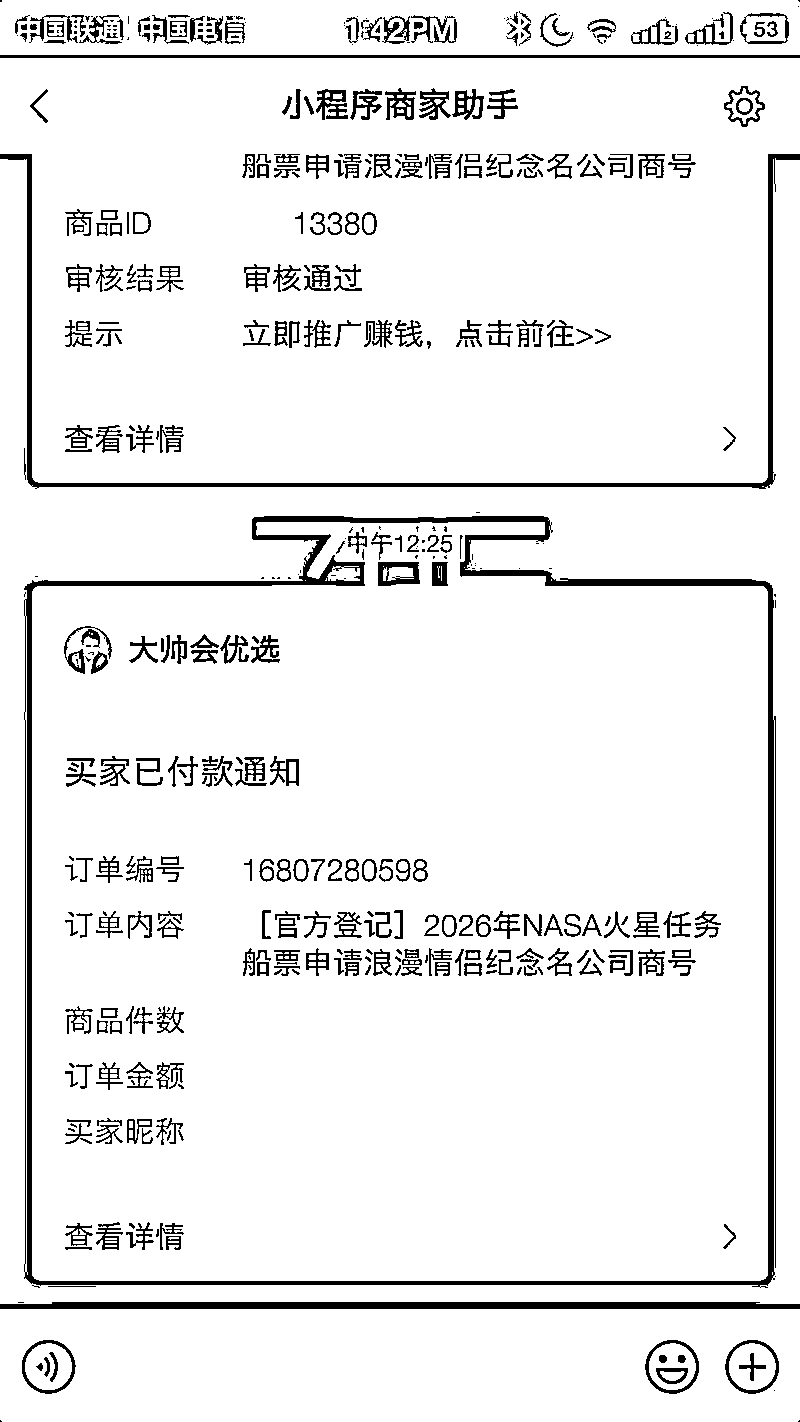 中国联通 中国电信 1:42PM 53
小程序商家助手
船票申请浪漫情侣纪念名公司商号
商品ID 13380
审核结果 审核通过
提示 立即推广赚钱，点击前往>>
查看详情
中午12:25
大帅会优选
买家已付款通知
订单编号 16807280598
订单内容 [官方登记] 2026年NASA火星任务
船票申请浪漫情侣纪念名公司商号
商品件数
订单金额
买家昵称
查看详情